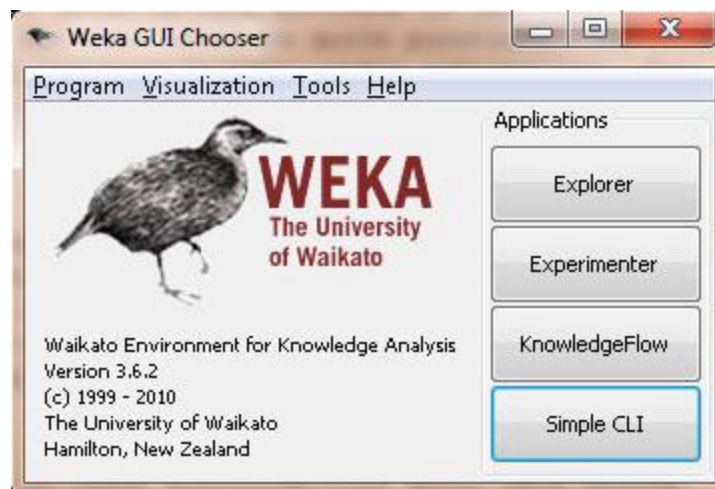 Weka GUI Chooser
Program Visualization Tools Help
WEKA
The University
of Waikato
Waikato Environment for Knowledge Analysis
Version 3.6.2
(c) 1999 - 2010
The University of Waikato
Hamilton, New Zealand
Applications
Explorer
Experimenter
KnowledgeFlow
Simple CLI